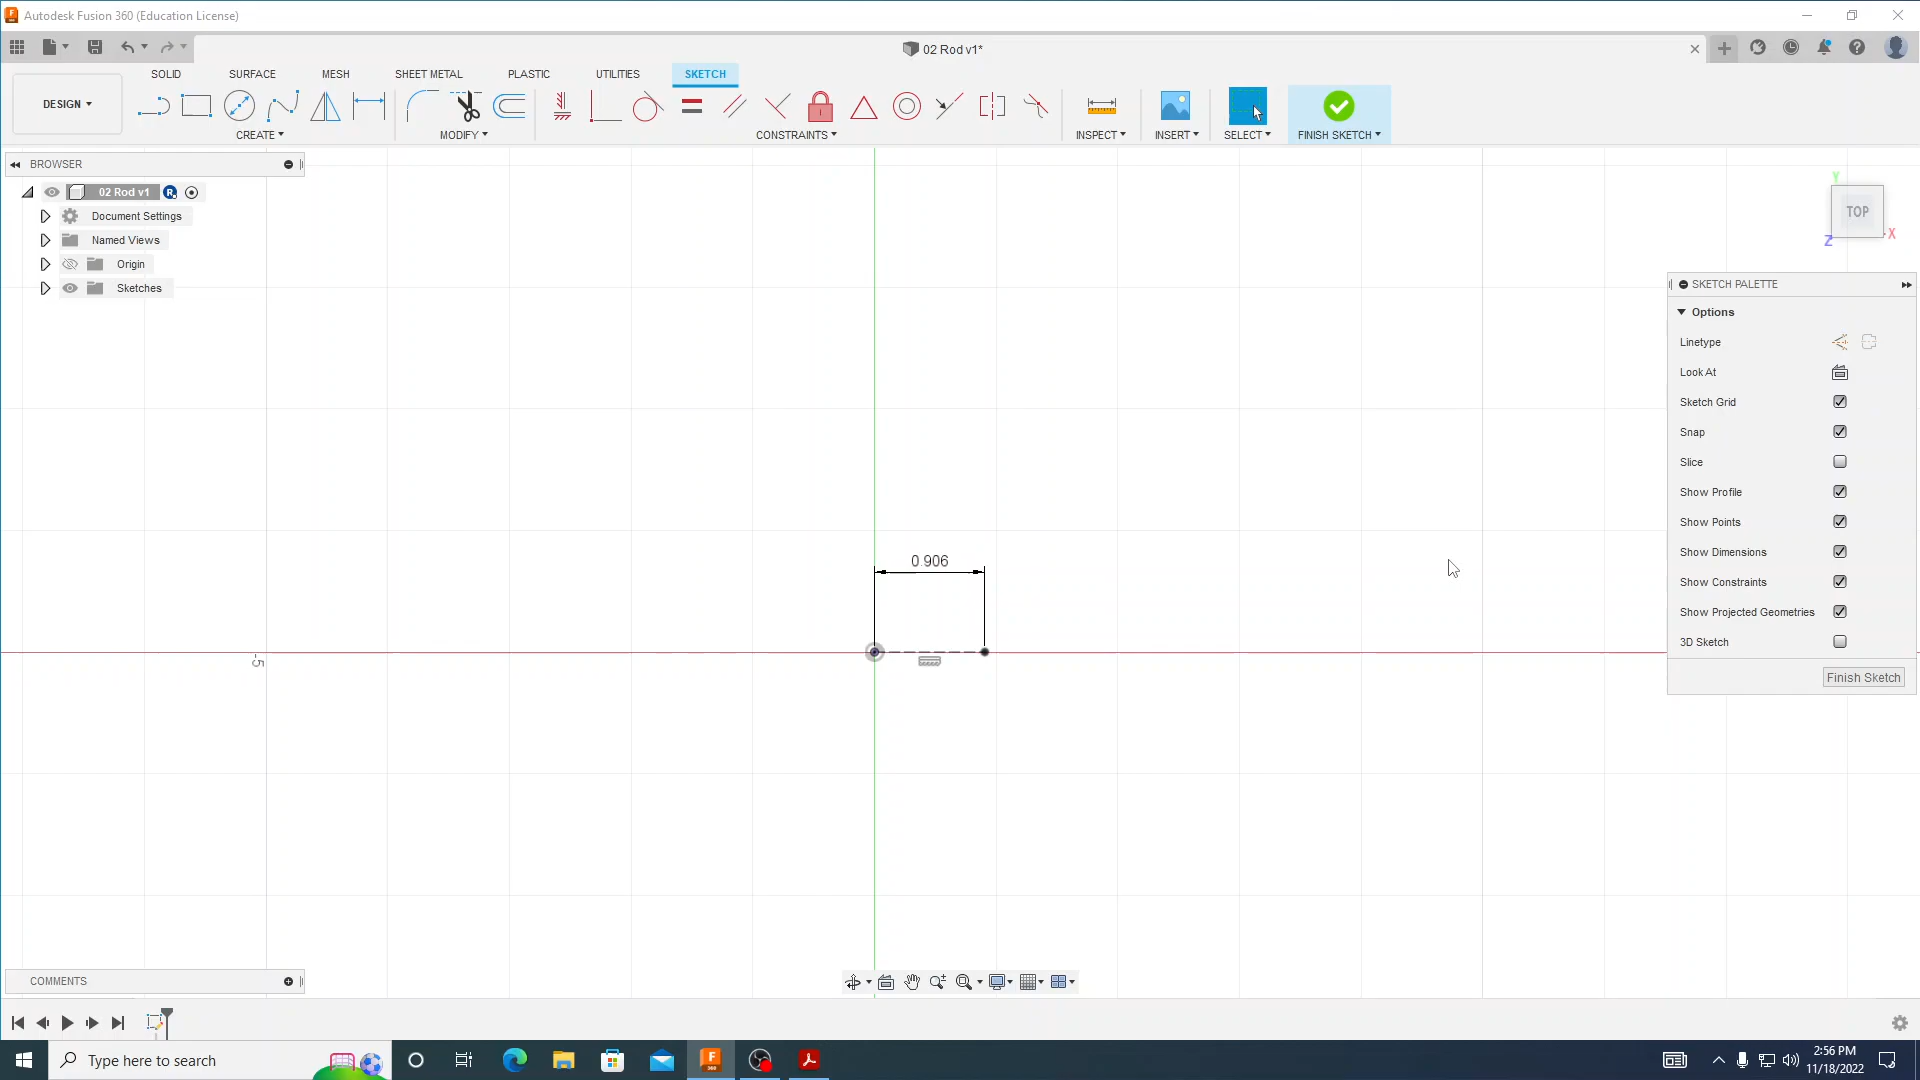 Autodesk Fusion 360 (Education License)
02 Rod v1*
SOLID
SURFACE
MESH
SHEET METAL
PLASTIC
UTILITIES
SKETCH
DESIGN
CREATE
MODIFY
CONSTRAINTS
INSPECT
INSERT
SELECT
FINISH SKETCH
BROWSER
02 Rod v1
R
Document Settings
Named Views
Origin
Sketches
TOP
Y
X
Z
SKETCH PALETTE
Options
Linetype
Look At
Sketch Grid
Snap
Slice
Show Profile
Show Points
Show Dimensions
Show Constraints
Show Projected Geometries
3D Sketch
Finish Sketch
0.906
-5
COMMENTS
Type here to search
F
360
2:56 PM
11/18/2022